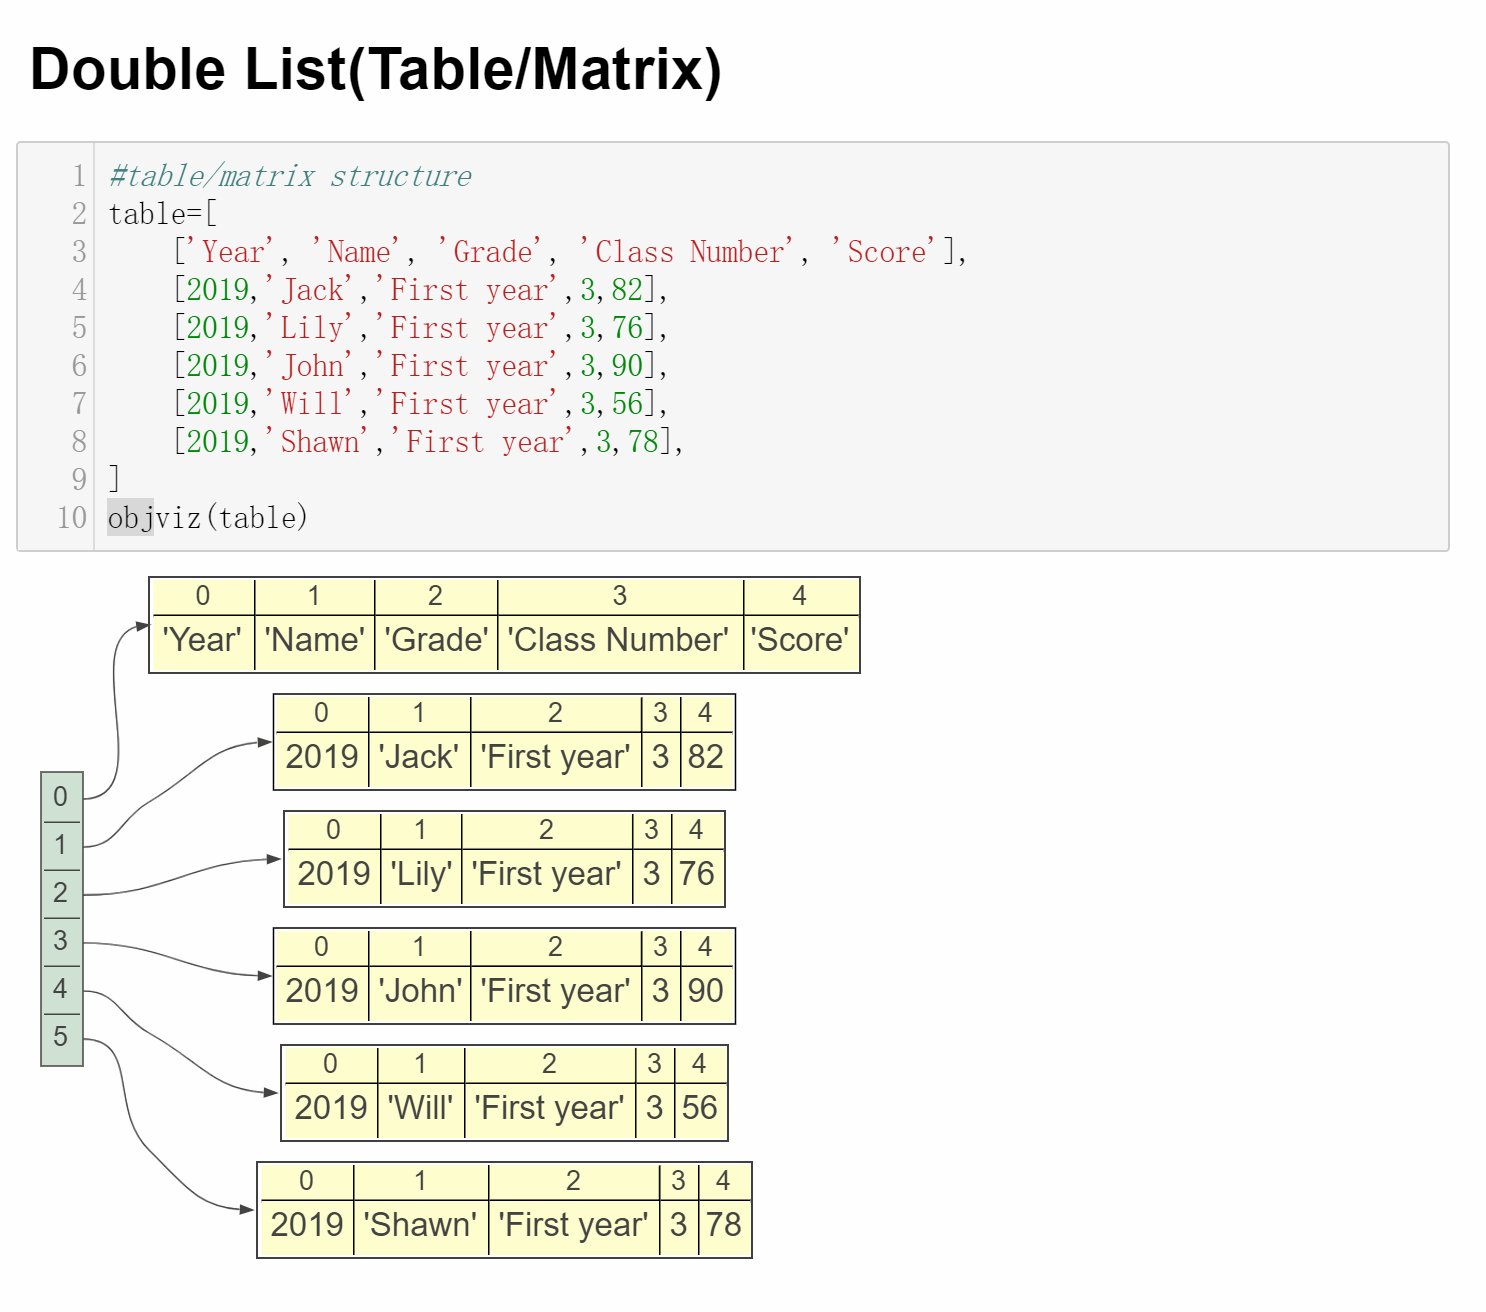 Double List(Table/Matrix)
1 #table/matrix structure
2 table=[
3 ['Year', 'Name', 'Grade', 'Class Number', 'Score'],
4 [2019,'Jack','First year',3,82],
5 [2019,'Lily','First year',3,76],
6 [2019,'John','First year',3,90],
7 [2019,'Will','First year',3,56],
8 [2019,'Shawn','First year',3,78],
9 ]
10 objviz(table)
0 1 2 3 4
'Year' 'Name' 'Grade' 'Class Number' 'Score'
0 1 2 3 4
2019 'Jack' 'First year' 3 82
0 1 2 3 4
2019 'Lily' 'First year' 3 76
0 1 2 3 4
2019 'John' 'First year' 3 90
0 1 2 3 4
2019 'Will' 'First year' 3 56
0 1 2 3 4
2019 'Shawn' 'First year' 3 78
0
1
2
3
4
5